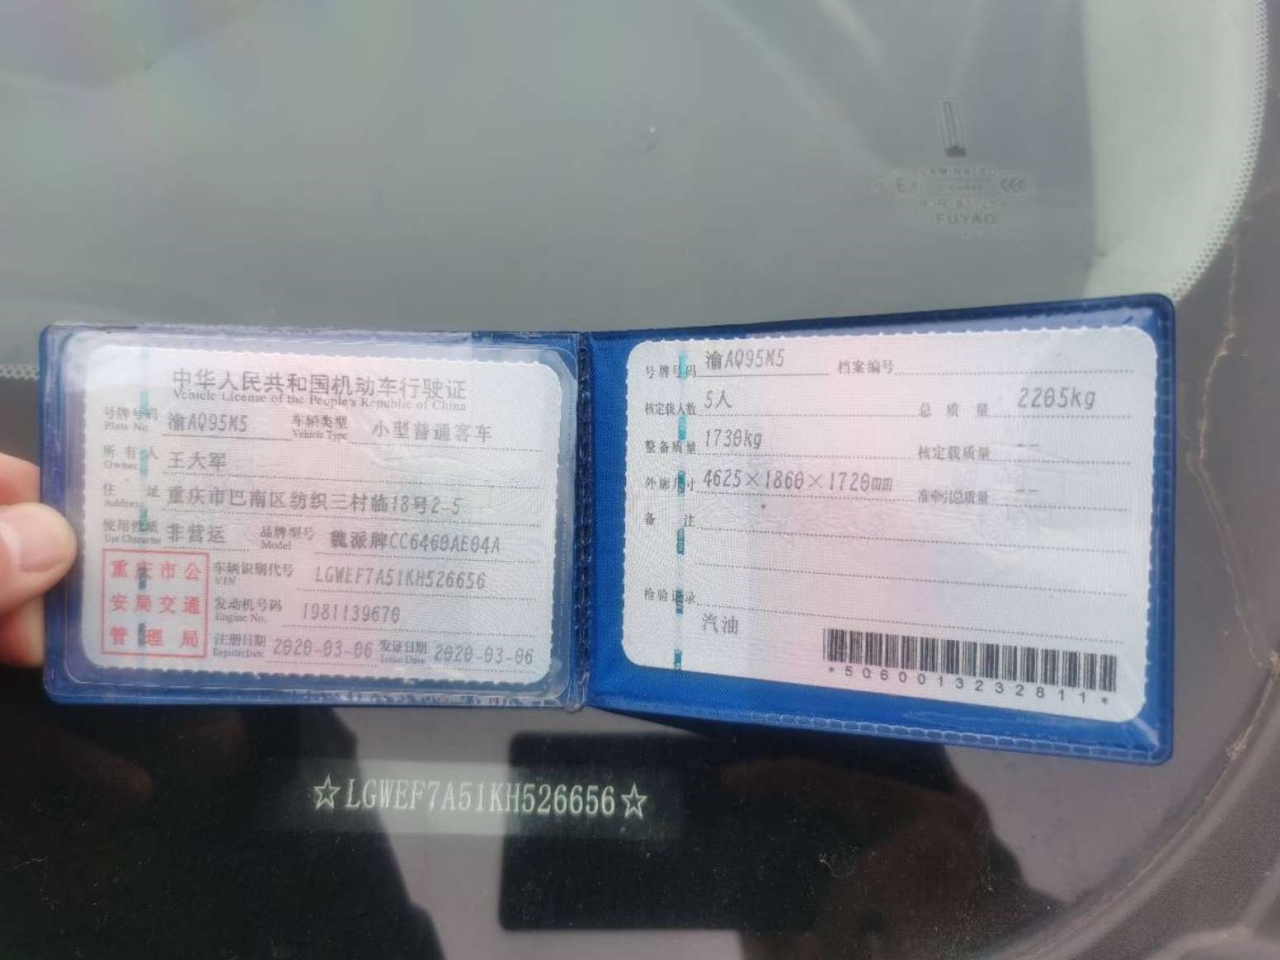 中华人民共和国机动车行驶证
Vehicle License of the People's Republic of China
号牌号码 渝AQ95M5 车辆类型 小型普通客车
Plate No. Vehicle Type
所有人 王大军
Owner
住址 重庆市巴南区纺织三村临18号2-5
Address
使用性质 非营运 品牌型号 魏派牌CC6460AE04A
Use Character Model
重庆市公安局交通管理局
车辆识别代号 LGWEF7A51KH526656
VIN
发动机号码 1981139670
Engine No.
注册日期 2020-03-06 发证日期 2020-03-06
Register Date Issue Date
号牌号码 渝AQ95M5 档案编号
核定载人数 5人 总质量 2205kg
整备质量 1730kg 核定载质量 --
外廓尺寸 4625×1860×1720mm 准牵引总质量 --
备注
检验记录
汽油
*5060013232811*
☆LGWEF7A51KH526656☆
FUYAO